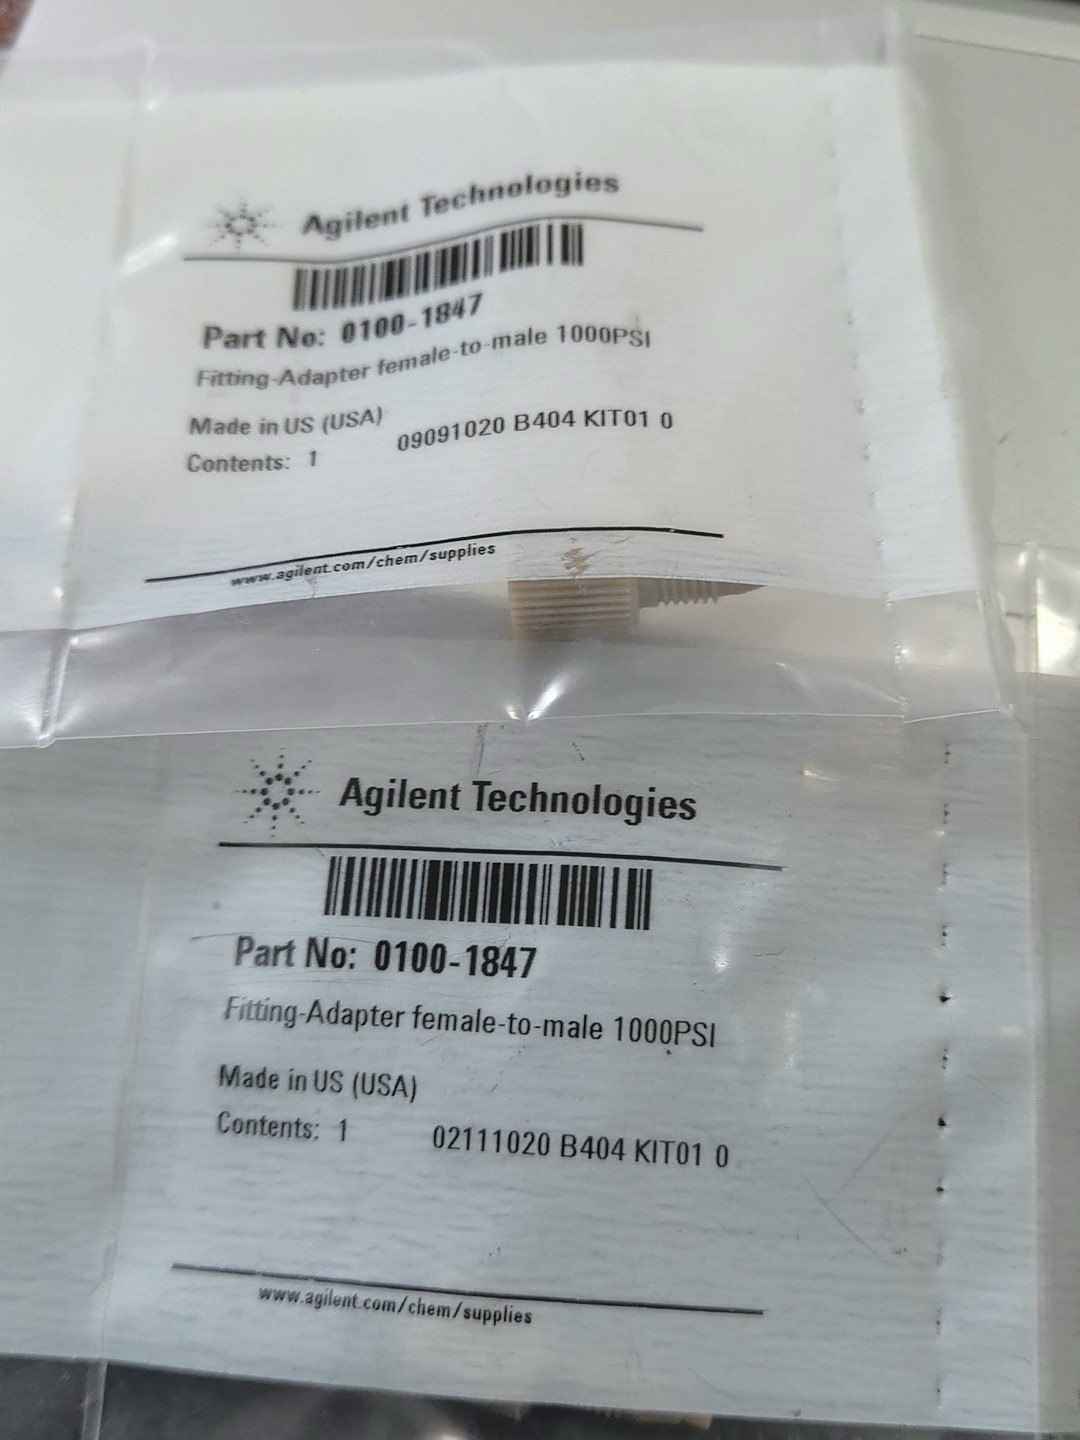 Agilent Technologies
Part No: 0100-1847
Fitting-Adapter female-to-male 1000PSI
Made in US (USA)
Contents: 1 09091020 B404 KIT01 0
www.agilent.com/chem/supplies
Agilent Technologies
Part No: 0100-1847
Fitting-Adapter female-to-male 1000PSI
Made in US (USA)
Contents: 1 02111020 B404 KIT01 0
www.agilent.com/chem/supplies